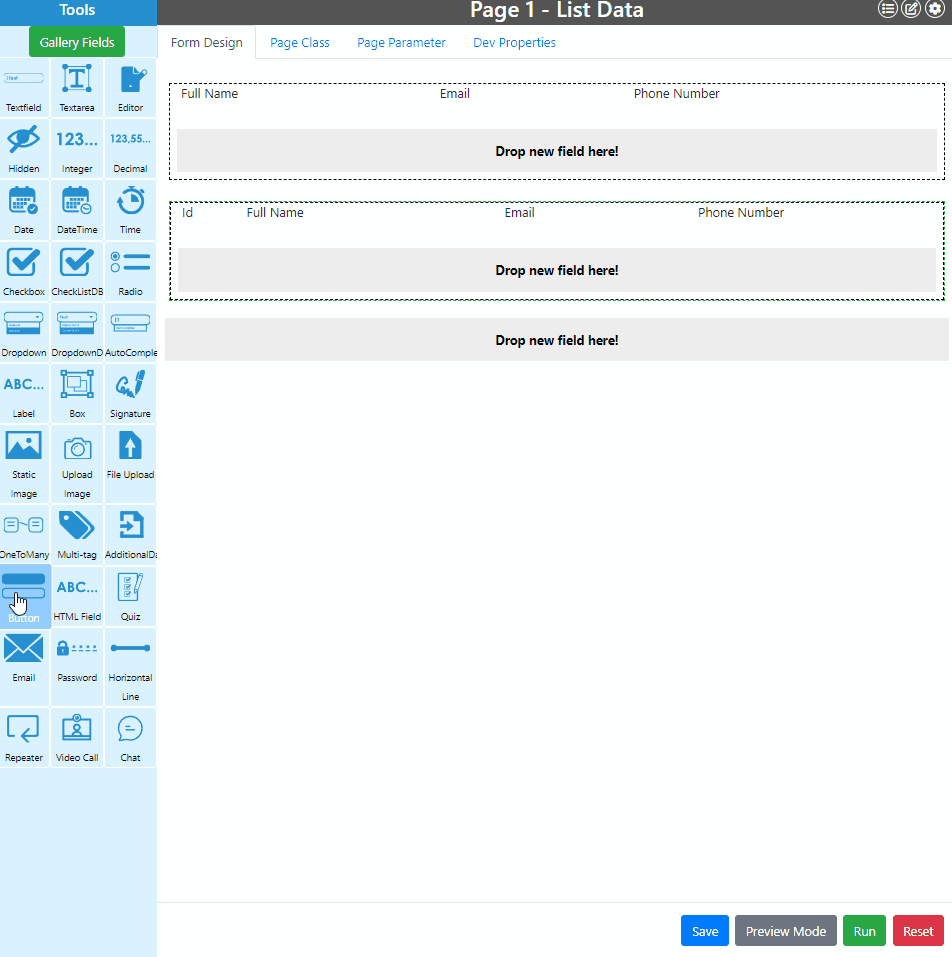 Tools
Page 1 - List Data
Gallery Fields
Form Design Page Class Page Parameter Dev Properties
Textfield Textarea Editor
123... 123,55...
Hidden Integer Decimal
Date DateTime Time
Checkbox CheckListDB Radio
Dropdown DropdownD AutoComple
ABC...
Label Box Signature
Static Image Upload Image File Upload
OneToMany Multi-tag AdditionalDa
ABC...
Button HTML Field Quiz
Email Password Horizontal Line
Repeater Video Call Chat
Full Name Email Phone Number
Drop new field here!
Id Full Name Email Phone Number
Drop new field here!
Drop new field here!
Save Preview Mode Run Reset